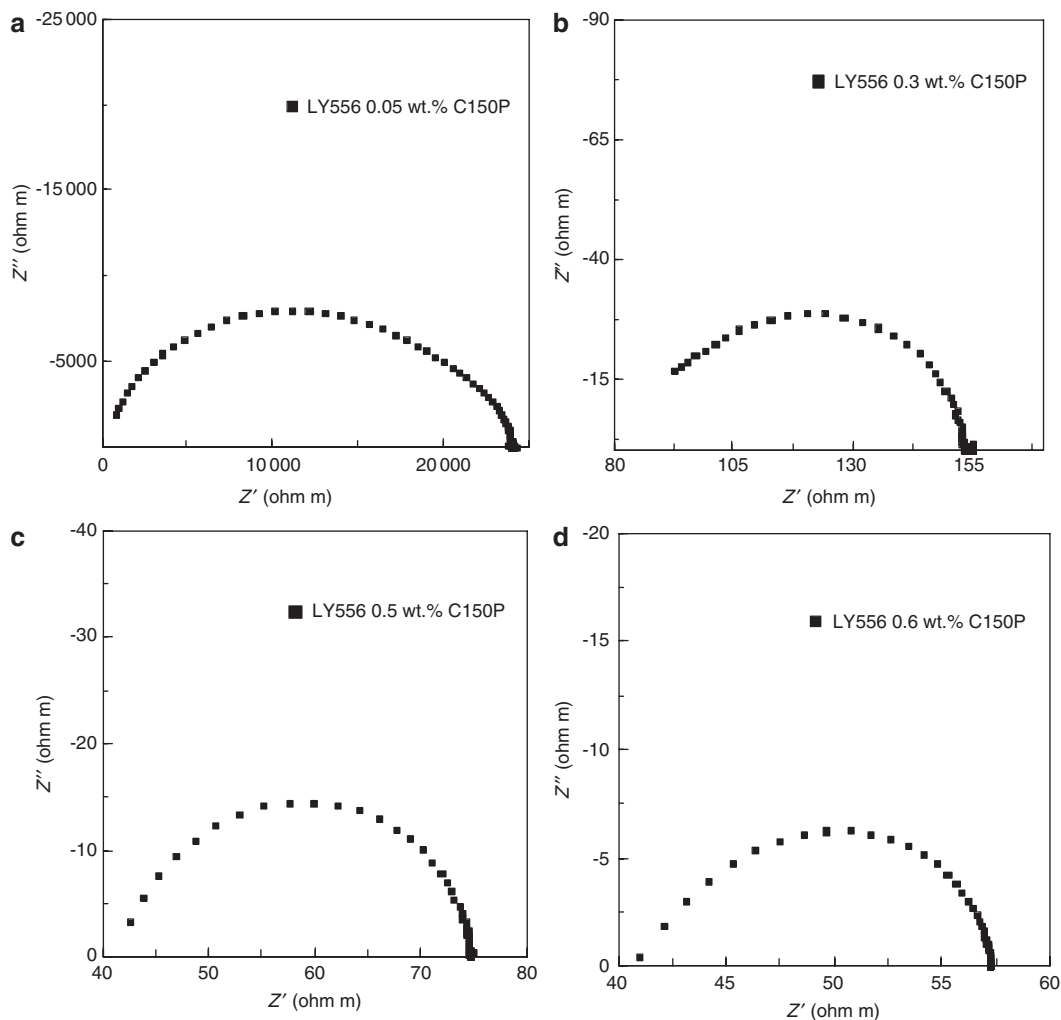 a
-25 000
LY556 0.05 wt.% C150P
-15 000
Z'' (ohm m)
-5000
0
10 000
20 000
Z' (ohm m)
b
-90
LY556 0.3 wt.% C150P
-65
Z'' (ohm m)
-40
-15
80
105
130
155
Z' (ohm m)
c
-40
LY556 0.5 wt.% C150P
-30
Z'' (ohm m)
-20
-10
0
40
50
60
70
80
Z' (ohm m)
d
-20
LY556 0.6 wt.% C150P
-15
Z'' (ohm m)
-10
-5
0
40
45
50
55
60
Z' (ohm m)